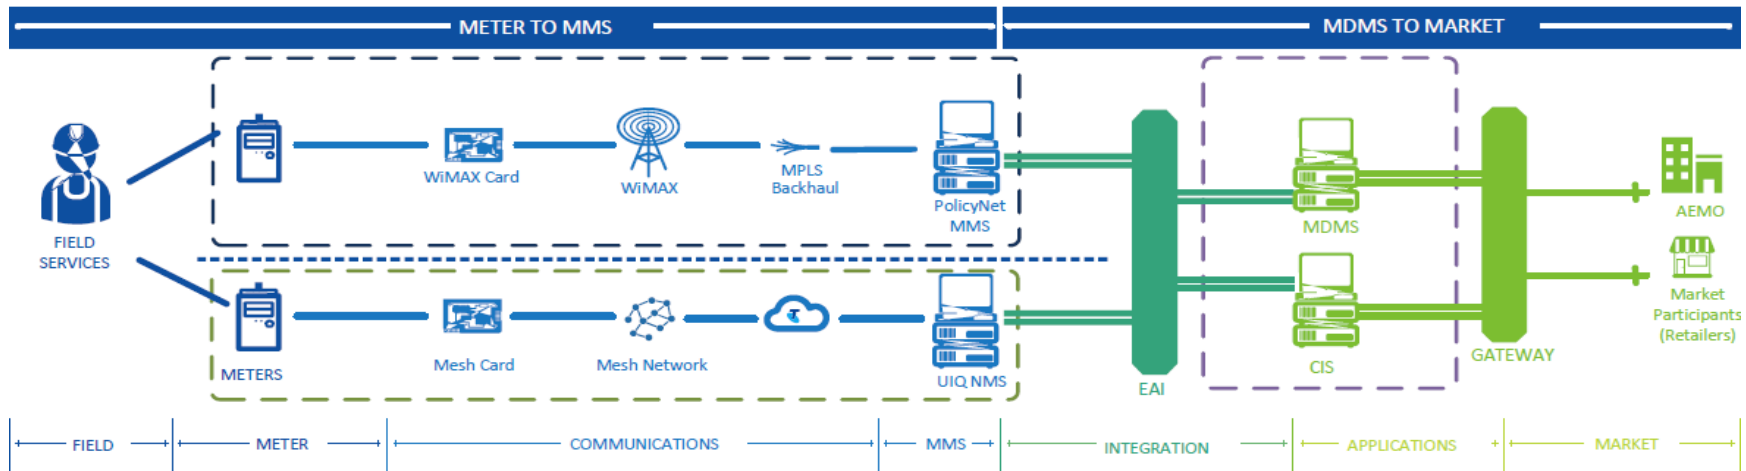 METER TO MMS
MDMS TO MARKET
FIELD
SERVICES
WiMAX Card
WiMAX
MPLS
Backhaul
PolicyNet
MMS
METERS
Mesh Card
Mesh Network
T
UIQ NMS
EAI
MDMS
CIS
GATEWAY
AEMO
Market
Participants
(Retailers)
FIELD
METER
COMMUNICATIONS
MMS
INTEGRATION
APPLICATIONS
MARKET